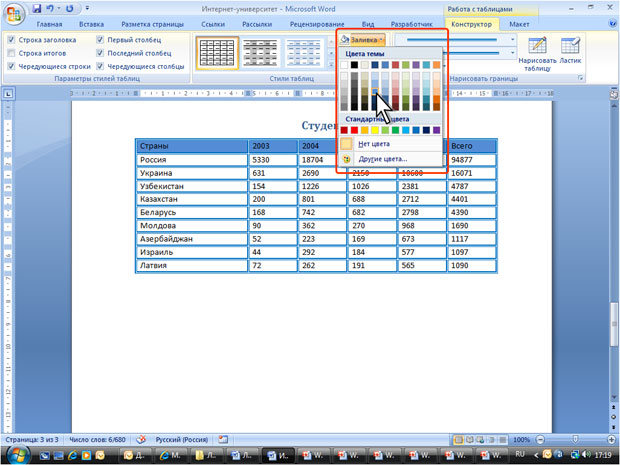 Интернет-университет - Microsoft Word
Работа с таблицами
Главная Вставка Разметка страницы Ссылки Рассылки Рецензирование Вид Разработчик Конструктор Макет
Строка заголовка Первый столбец
Строка итогов Последний столбец
Чередующиеся строки Чередующиеся столбцы
Параметры стилей таблиц
Стили таблиц
Заливка
Нарисовать таблицу
Ластик
Нарисовать границы
Цвета темы
Стандартные цвета
Нет цвета
Другие цвета...
Страны 2003 2004 Всего
Россия 5330 18704 94877
Украина 631 2690 2150 10600 16071
Узбекистан 154 1226 1026 2381 4787
Казахстан 200 801 688 2712 4401
Беларусь 168 742 682 2798 4390
Молдова 90 362 270 968 1690
Азербайджан 52 223 169 673 1117
Израиль 44 292 184 577 1097
Латвия 72 262 191 565 1090
Страница: 3 из 3 Число слов: 6/680 Русский (Россия) 100%
RU 17:19